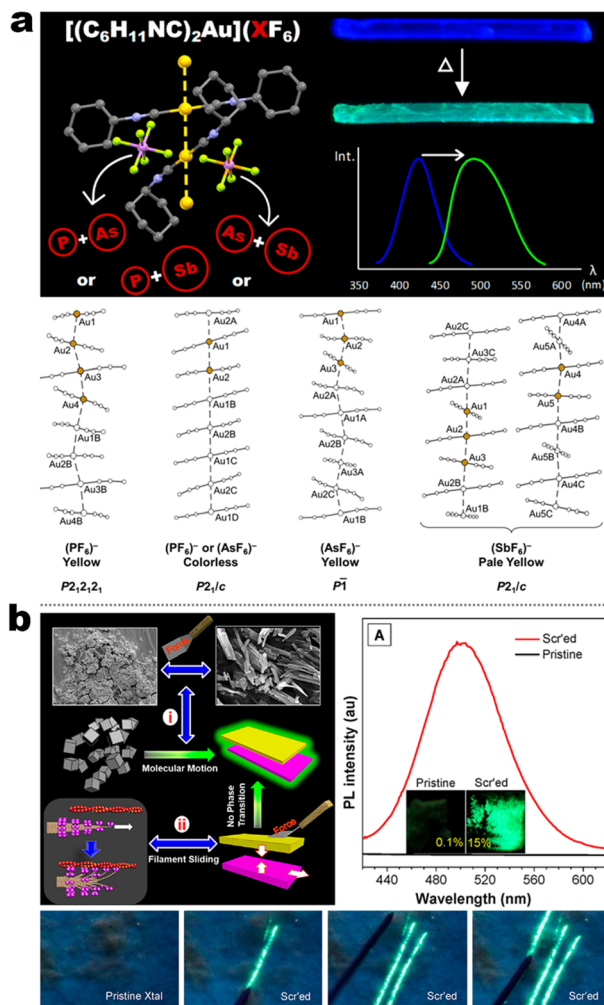 a
[(C6H11NC)2Au](XF6)
Δ
Int.
λ
350 400 450 500 550 600 (nm)
P + As
As + Sb
P + Sb
or
or
Au1
Au2
Au3
Au4
Au1B
Au2B
Au3B
Au4B
(PF6)−
Yellow
P212121
Au2A
Au1
Au2
Au1B
Au2B
Au1C
Au2C
Au1D
(PF6)− or (AsF6)−
Colorless
P21/c
Au1
Au2
Au3
Au2A
Au1A
Au2B
Au3A
Au2C
Au1B
(AsF6)−
Yellow
P1̅
Au2C
Au3C
Au2A
Au1
Au2
Au3
Au2B
Au1B
Au4A
Au5A
Au4
Au5
Au4B
Au5B
Au4C
Au5C
(SbF6)−
Pale Yellow
P21/c
b
Force
i
Molecular Motion
No Phase
Transition
Force
ii
Filament Sliding
A
Scr'ed
Pristine
PL intensity (au)
Pristine Scr'ed
0.1% 15%
480 520 560 600
Wavelength (nm)
Pristine Xtal
Scr'ed
Scr'ed
Scr'ed